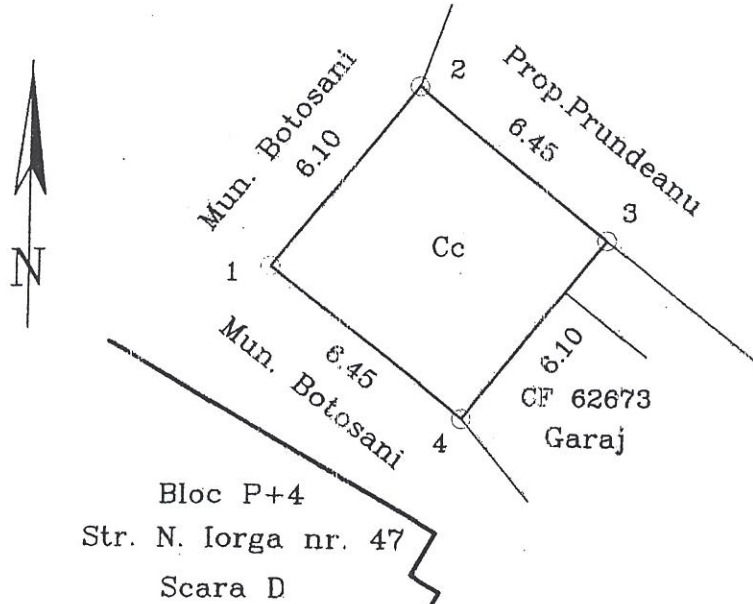 2
Prop.Prundeanu
Mun. Botosani
6.10
6.45
3
N
Cc
1
6.45
Mun. Botosani
6.10
4
CF 62673
Garaj
Bloc P+4
Str. N. Iorga nr. 47
Scara D